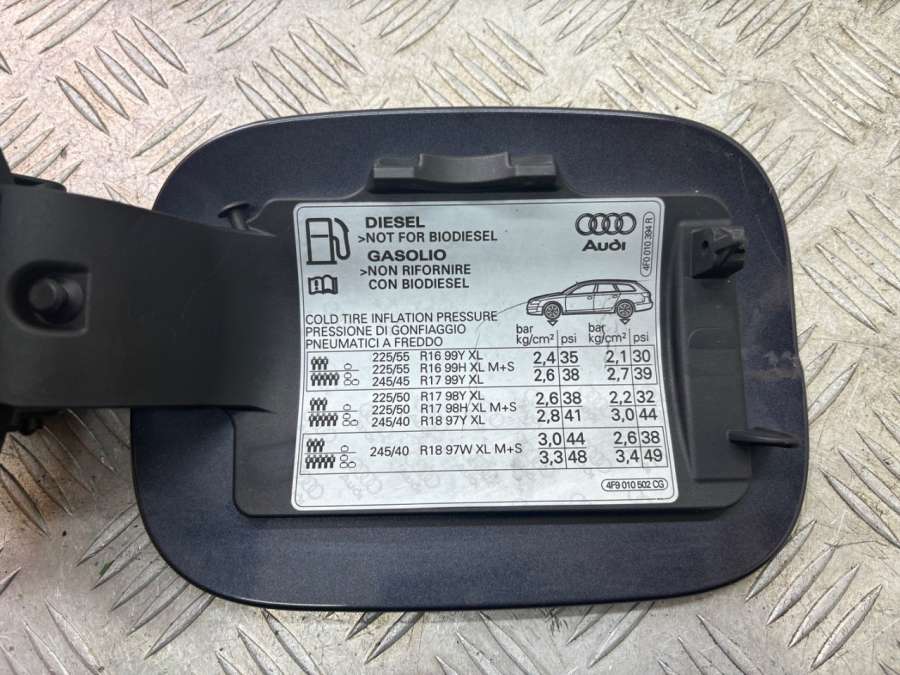 DIESEL
>NOT FOR BIODIESEL
GASOLIO
>NON RIFORNIRE
CON BIODIESEL
Audi
4F0 010 394 R
COLD TIRE INFLATION PRESSURE
PRESSIONE DI GONFIAGGIO
PNEUMATICI A FREDDO
bar kg/cm² psi bar kg/cm² psi
225/55 R16 99Y XL 2,4 35 2,1 30
225/55 R16 99H XL M+S
245/45 R17 99Y XL 2,6 38 2,7 39
225/50 R17 98Y XL 2,6 38 2,2 32
225/50 R17 98H XL M+S
245/40 R18 97Y XL 2,8 41 3,0 44
245/40 R18 97W XL M+S 3,0 44 2,6 38
3,3 48 3,4 49
4F9 010 502 CG